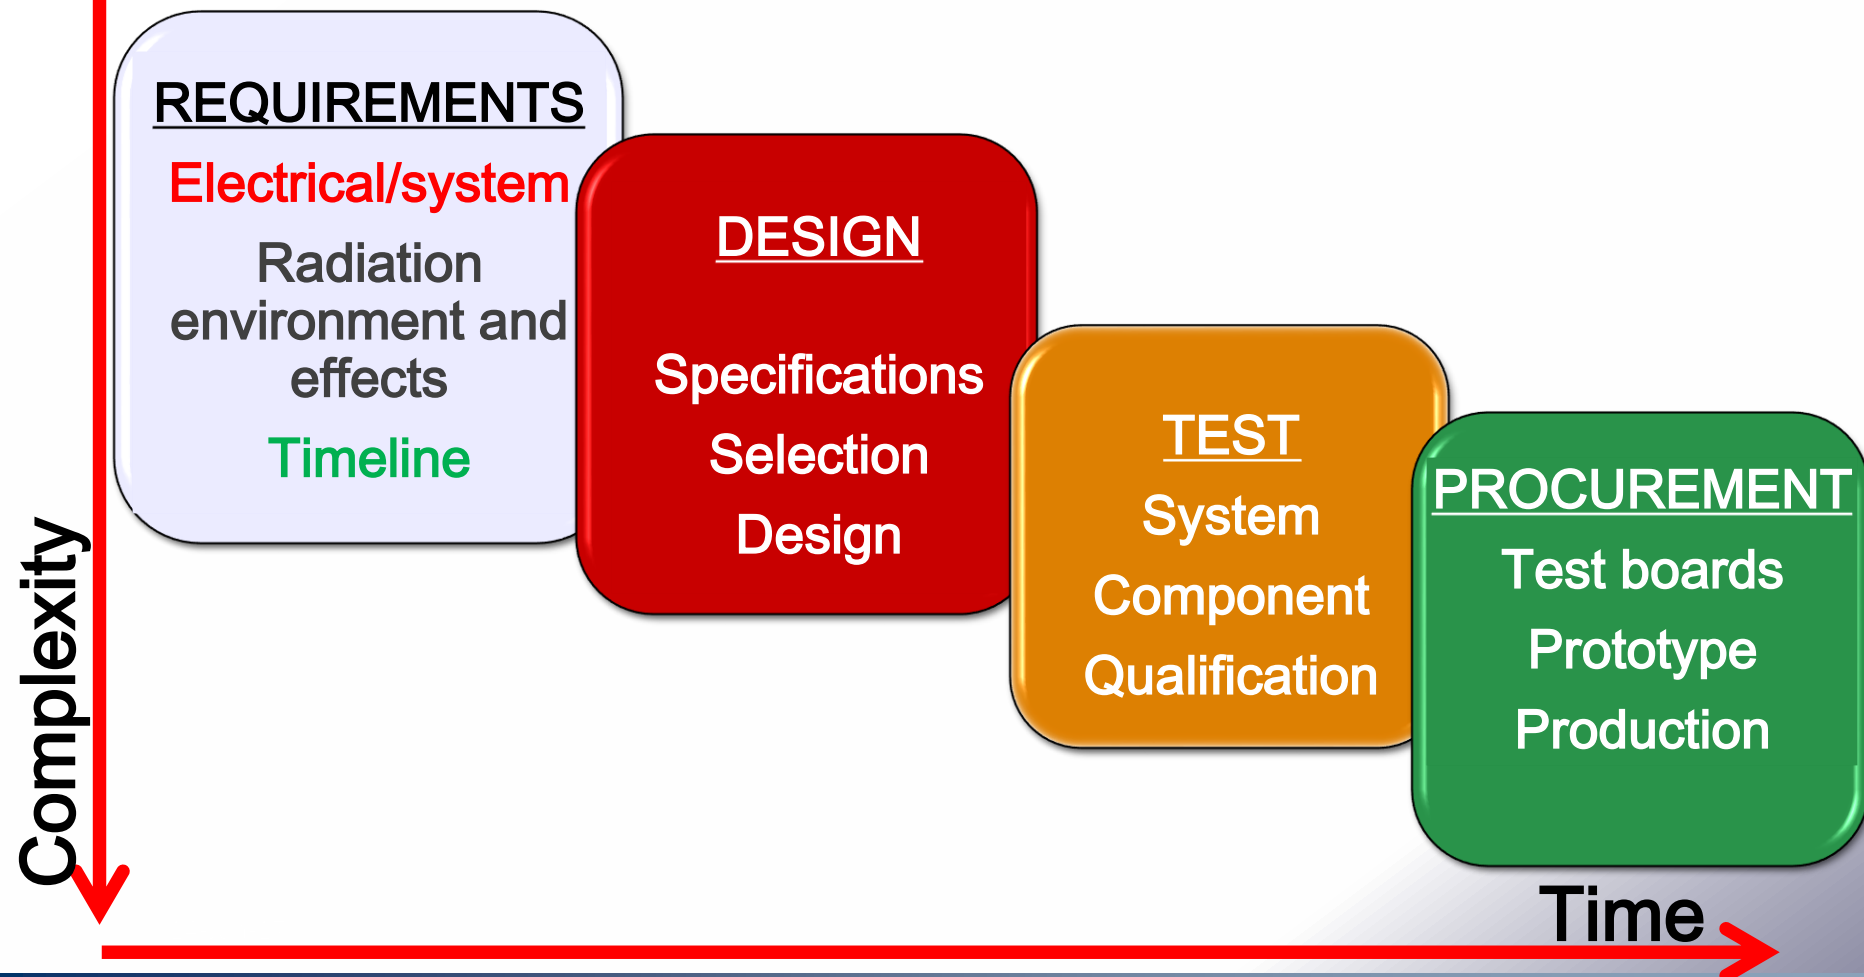 REQUIREMENTS
Electrical/system
Radiation
environment and
effects
Timeline
DESIGN
Specifications
Selection
Design
TEST
System
Component
Qualification
PROCUREMENT
Test boards
Prototype
Production
Complexity
Time